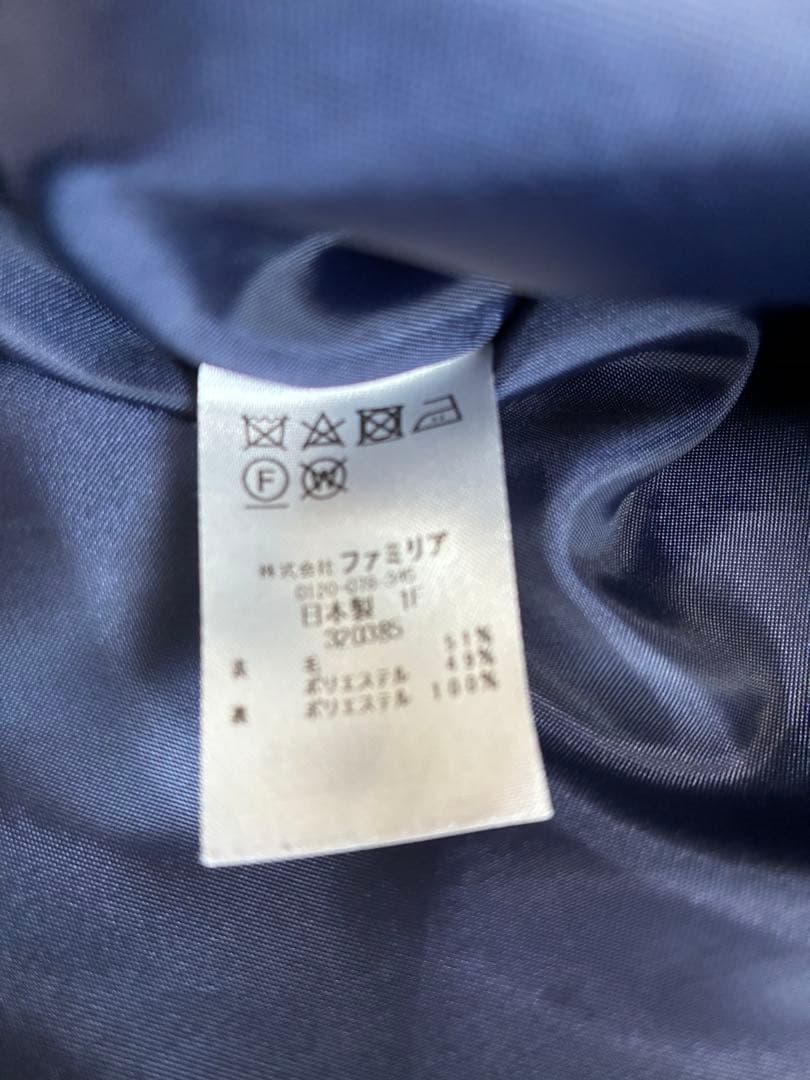 F W
株式会社 ファミリア
日本製 1F
320385
表 毛 51%
ポリエステル 49%
裏 ポリエステル 100%